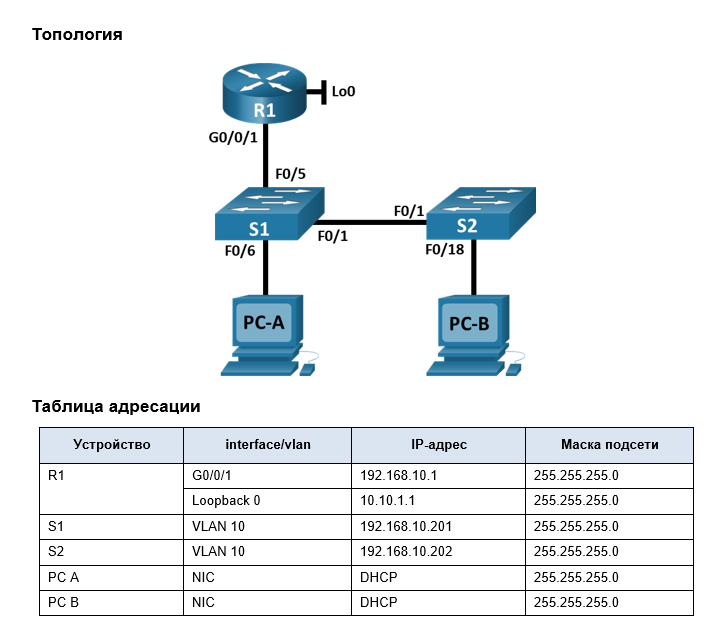 Топология
Lo0
R1
G0/0/1
F0/5
F0/1
S1
S2
F0/1
F0/6
F0/18
PC-A
PC-B
Таблица адресации
Устройство interface/vlan IP-адрес Маска подсети
R1 G0/0/1 192.168.10.1 255.255.255.0
Loopback 0 10.10.1.1 255.255.255.0
S1 VLAN 10 192.168.10.201 255.255.255.0
S2 VLAN 10 192.168.10.202 255.255.255.0
PC A NIC DHCP 255.255.255.0
PC B NIC DHCP 255.255.255.0